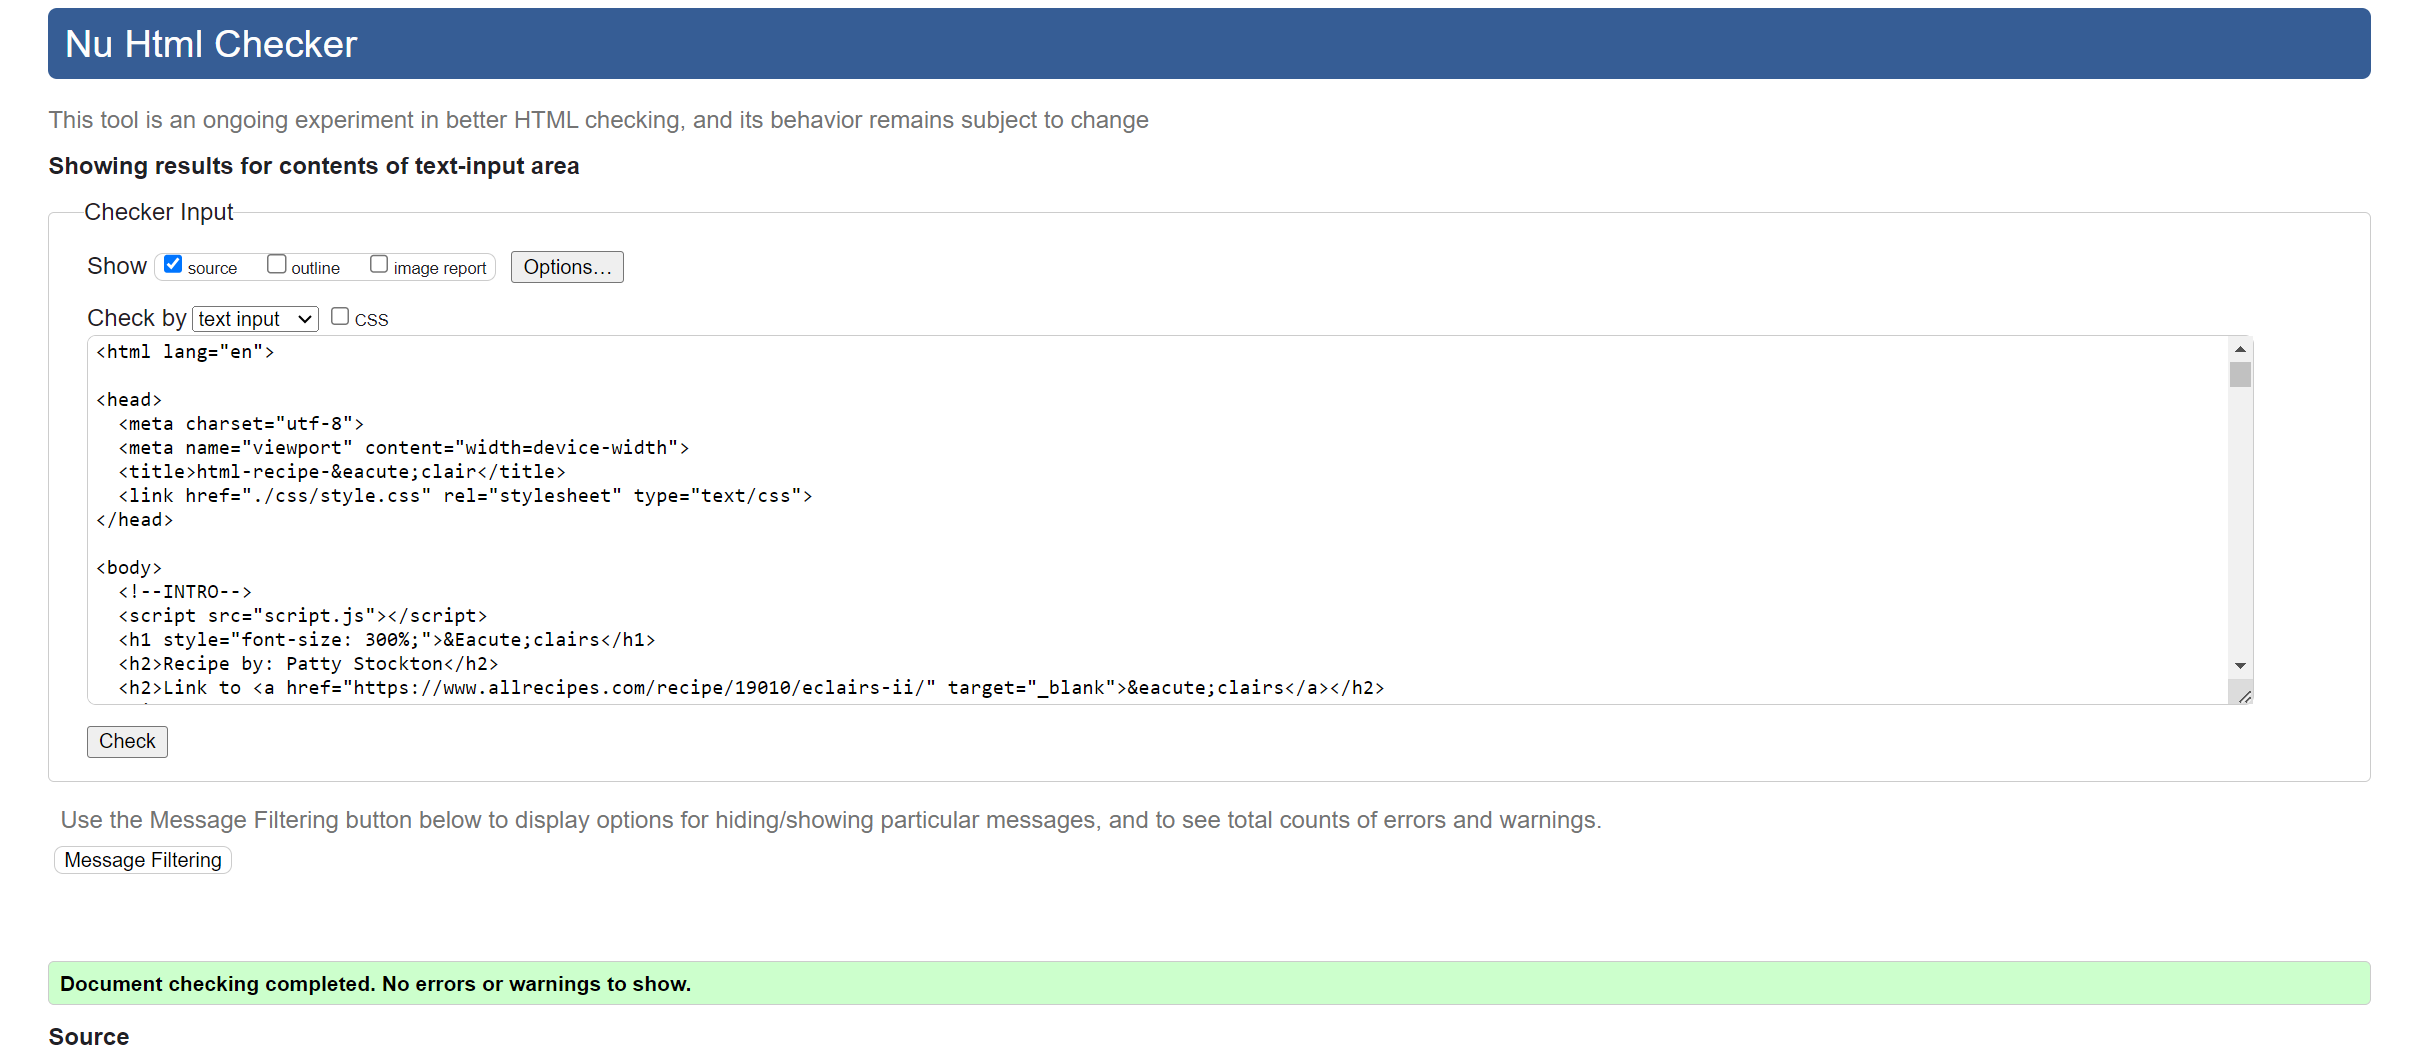 Nu Html Checker
This tool is an ongoing experiment in better HTML checking, and its behavior remains subject to change
Showing results for contents of text-input area
Checker Input
Show source outline image report Options...
Check by text input CSS
<html lang="en">
<head>
<meta charset="utf-8">
<meta name="viewport" content="width=device-width">
<title>html-recipe-&eacute;clair</title>
<link href="./css/style.css" rel="stylesheet" type="text/css">
</head>
<body>
<!--INTRO-->
<script src="script.js"></script>
<h1 style="font-size: 300%;">&Eacute;clairs</h1>
<h2>Recipe by: Patty Stockton</h2>
<h2>Link to <a href="https://www.allrecipes.com/recipe/19010/eclairs-ii/" target="_blank">&eacute;clairs</a></h2>
Check
Use the Message Filtering button below to display options for hiding/showing particular messages, and to see total counts of errors and warnings.
Message Filtering
Document checking completed. No errors or warnings to show.
Source